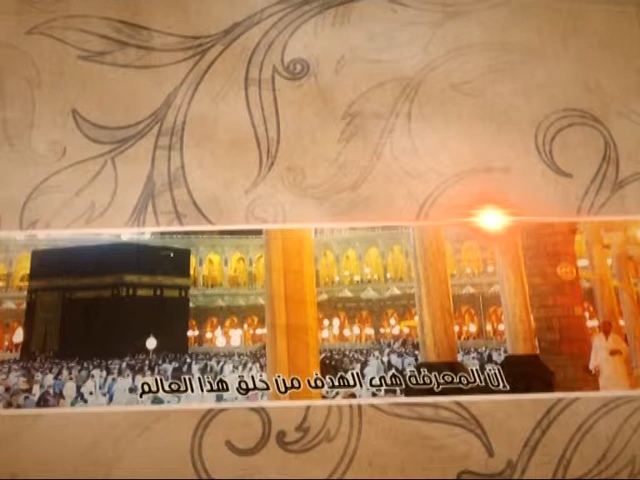 إن المعرفة هي الهدف من خلق هذا العالم